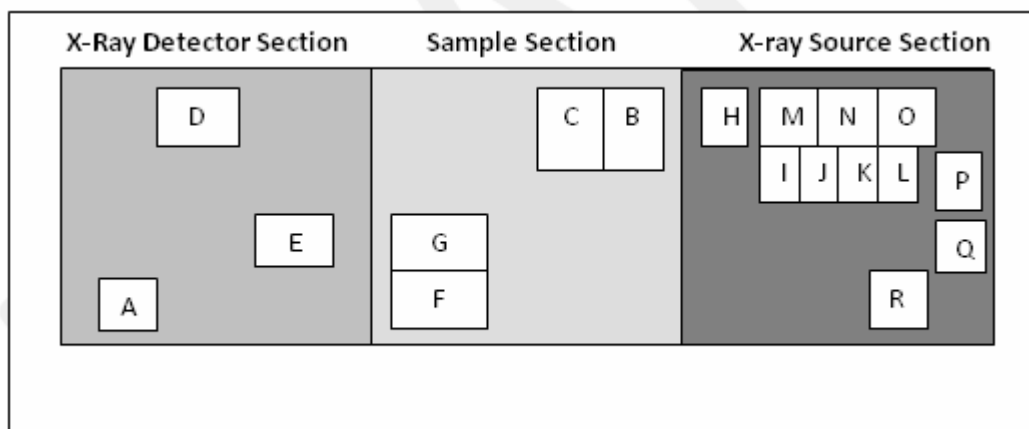 X-Ray Detector Section Sample Section X-ray Source Section
D C B H M N O
I J K L P
G E Q
F A R